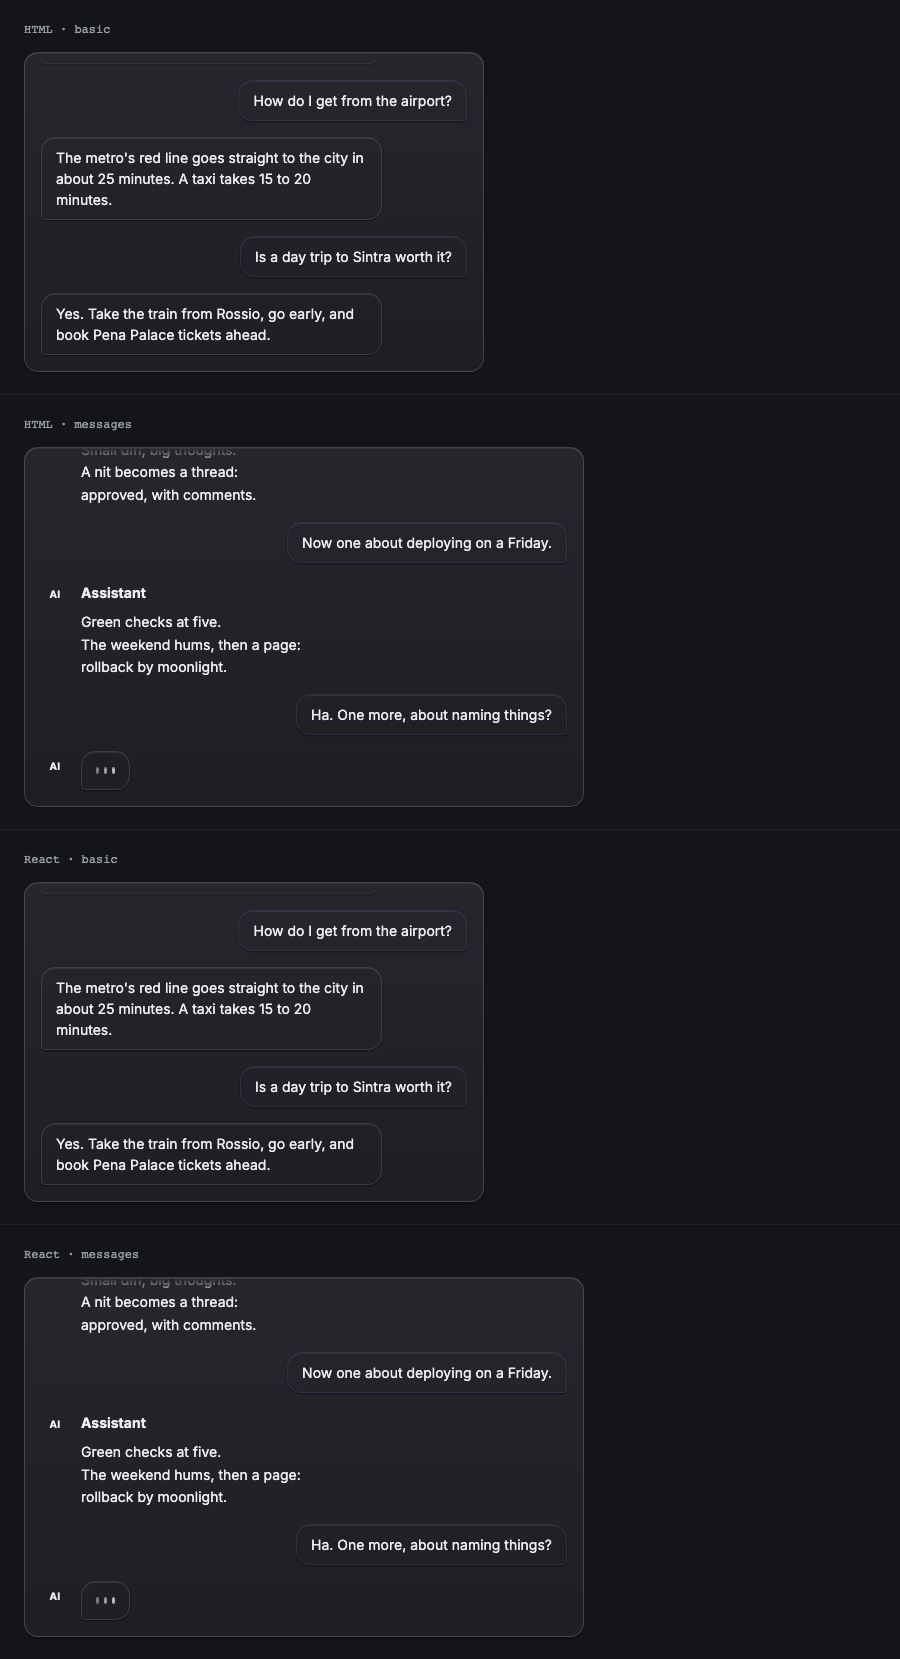 HTML · basic
How do I get from the airport?
The metro's red line goes straight to the city in
about 25 minutes. A taxi takes 15 to 20
minutes.
Is a day trip to Sintra worth it?
Yes. Take the train from Rossio, go early, and
book Pena Palace tickets ahead.
HTML · messages
Small diff, big thoughts.
A nit becomes a thread:
approved, with comments.
Now one about deploying on a Friday.
AI Assistant
Green checks at five.
The weekend hums, then a page:
rollback by moonlight.
Ha. One more, about naming things?
AI
React · basic
How do I get from the airport?
The metro's red line goes straight to the city in
about 25 minutes. A taxi takes 15 to 20
minutes.
Is a day trip to Sintra worth it?
Yes. Take the train from Rossio, go early, and
book Pena Palace tickets ahead.
React · messages
Small diff, big thoughts.
A nit becomes a thread:
approved, with comments.
Now one about deploying on a Friday.
AI Assistant
Green checks at five.
The weekend hums, then a page:
rollback by moonlight.
Ha. One more, about naming things?
AI